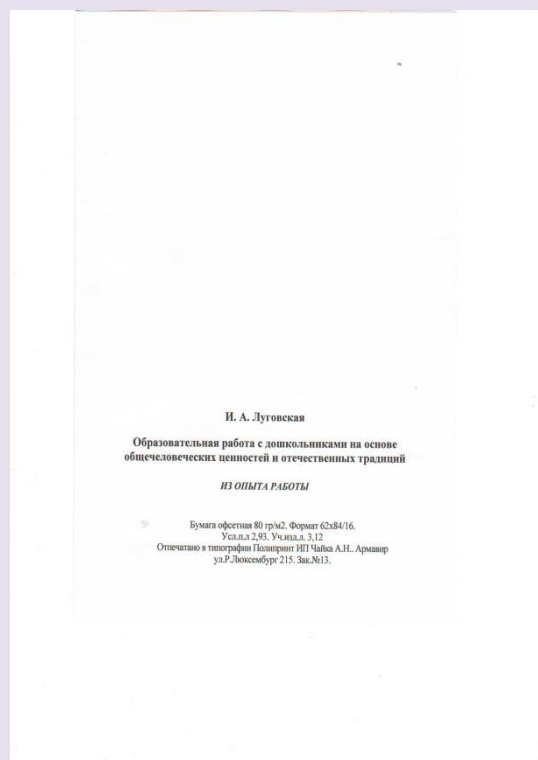 И. А. Луговская
Образовательная работа с дошкольниками на основе
общечеловеческих ценностей и отечественных традиций
ИЗ ОПЫТА РАБОТЫ
Бумага офсетная 80 гр/м2. Формат 62х84/16.
Усл.п.л 2,93. Уч.изд.л. 3,12
Отпечатано в типографии Полипринт ИП Чайка А.Н.. Армавир
ул.Р.Люксембург 215. Зак.№13.